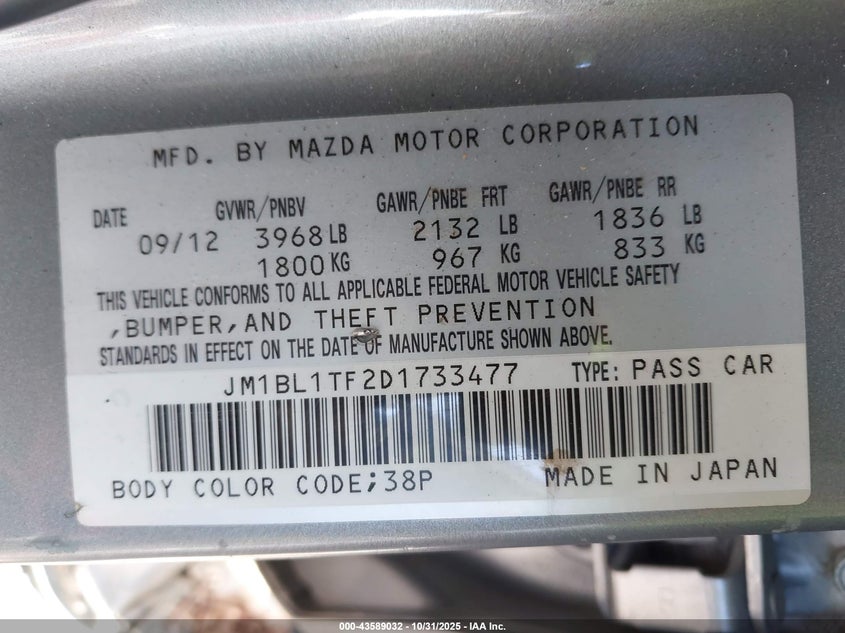 MFD. BY MAZDA MOTOR CORPORATION
DATE GVWR/PNBV GAWR/PNBE FRT GAWR/PNBE RR
09/12 3968 LB 2132 LB 1836 LB
1800 KG 967 KG 833 KG
THIS VEHICLE CONFORMS TO ALL APPLICABLE FEDERAL MOTOR VEHICLE SAFETY
,BUMPER,AND THEFT PREVENTION
STANDARDS IN EFFECT ON THE DATE OF MANUFACTURE SHOWN ABOVE.
JM1BL1TF2D1733477 TYPE: PASS CAR
BODY COLOR CODE;38P MADE IN JAPAN
000-43589032 - 10/31/2025 - IAA Inc.